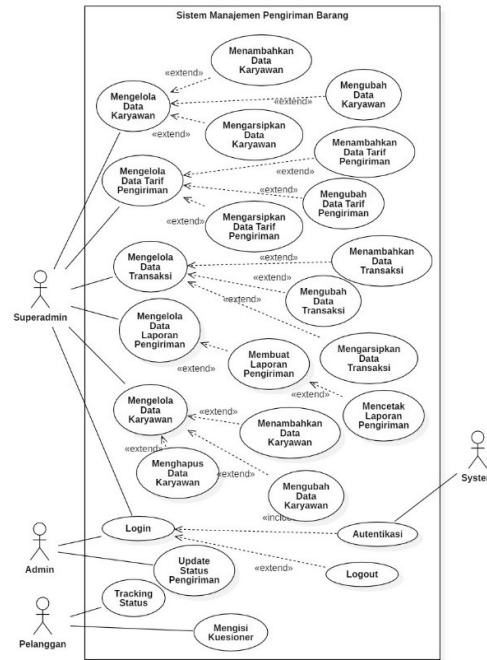 Sistem Manajemen Pengiriman Barang
Menambahkan
Data
Karyawan
«extend»
Mengelola
Data
Karyawan
Mengubah
Data
Karyawan
«extend»
Mengarsipkan
Data
Karyawan
«extend»
Menambahkan
Data Tarif
Pengiriman
«extend»
Mengelola
Data Tarif
Pengiriman
Mengubah
Data Tarif
Pengiriman
«extend»
Mengarsipkan
Data Tarif
Pengiriman
«extend»
Menambahkan
Data
Transaksi
«extend»
Mengelola
Data
Transaksi
«extend»
Mengubah
Data
Transaksi
Superadmin
Mengelola
Data
Laporan
Pengiriman
«extend»
Mengarsipkan
Data
Transaksi
Membuat
Laporan
Pengiriman
«extend»
«extend»
Mencetak
Laporan
Pengiriman
Mengelola
Data
Karyawan
«extend»
Menambahkan
Data
Karyawan
«extend»
Menghapus
Data
Karyawan
«extend»
Mengubah
Data
Karyawan
Login
Autentikasi
Admin
Update
Status
Pengiriman
«extend»
Logout
Tracking
Status
Pelanggan
Mengisi
Kuesioner